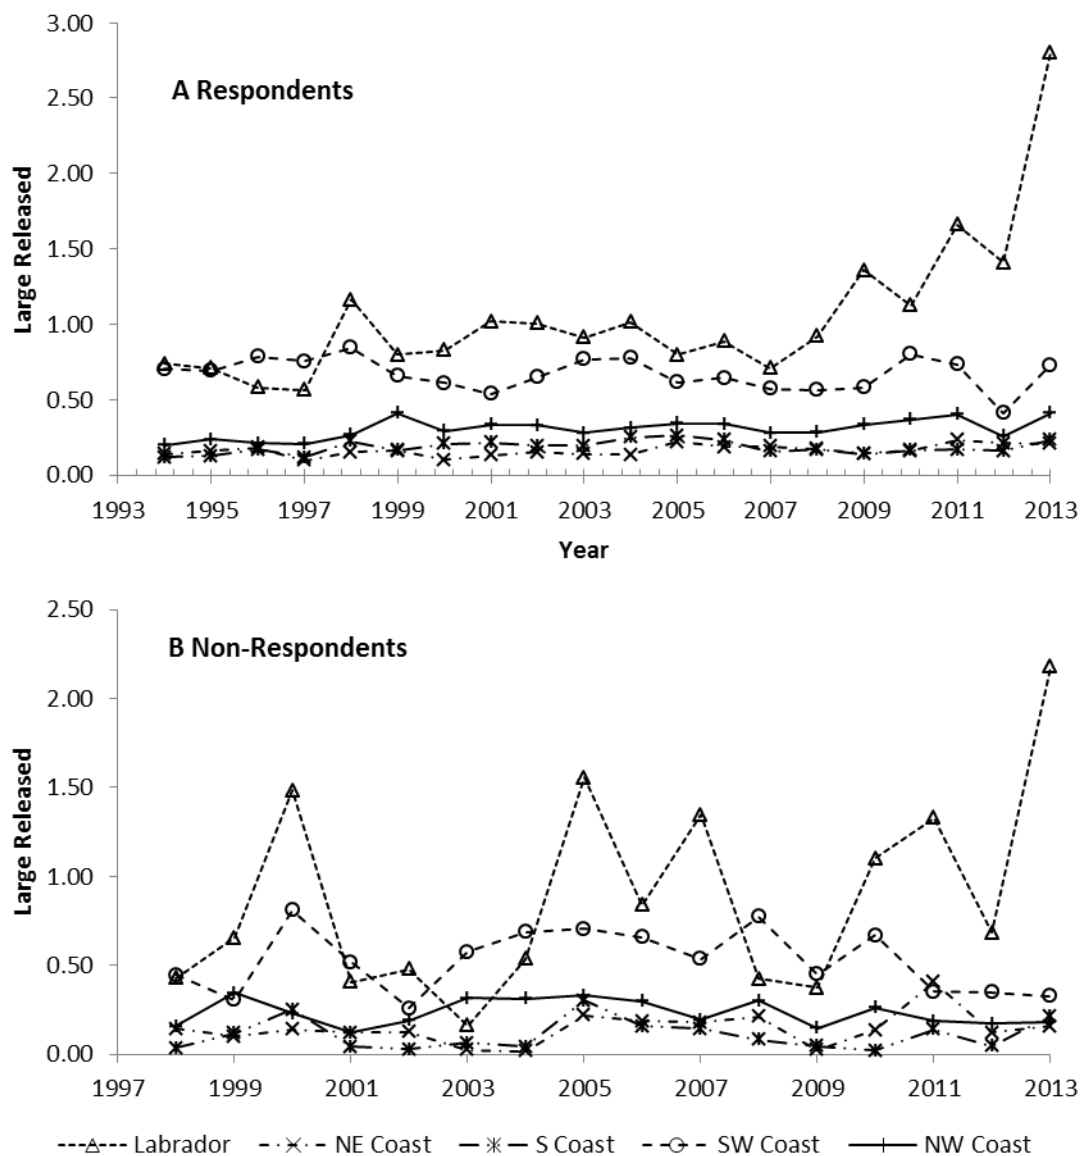 3.00
A Respondents
2.50
2.00
1.50
1.00
0.50
0.00
Large Released
1993 1995 1997 1999 2001 2003 2005 2007 2009 2011 2013
Year
2.50
B Non-Respondents
2.00
1.50
1.00
0.50
0.00
Large Released
1997 1999 2001 2003 2005 2007 2009 2011 2013
Labrador NE Coast S Coast SW Coast NW Coast